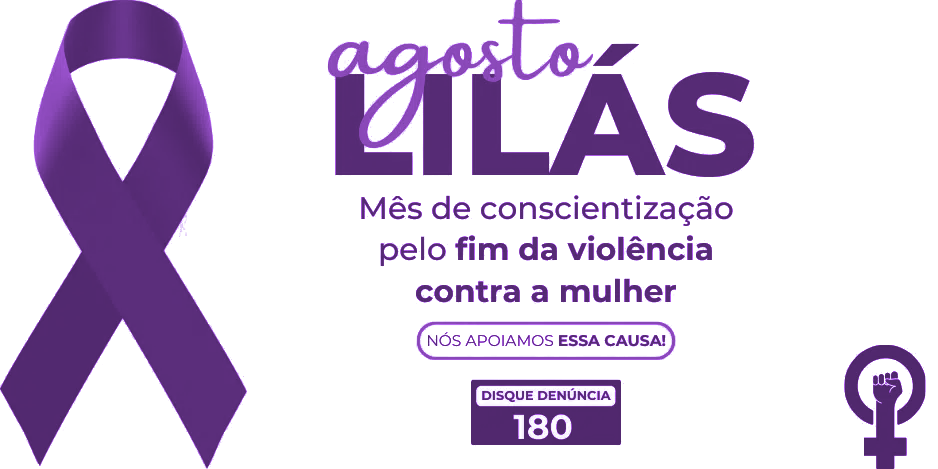 agosto
LILÁS
Mês de conscientização
pelo fim da violência
contra a mulher
NÓS APOIAMOS ESSA CAUSA!
DISQUE DENÚNCIA
180